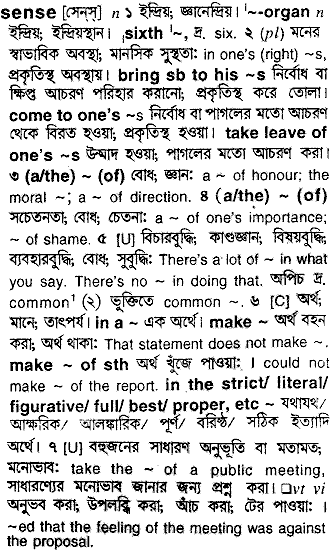 sense [সেন্‌স্] n ১ ইন্দ্রিয়; জ্ঞানেন্দ্রিয়। '~-organ n
ইন্দ্রিয়; ইন্দ্রিয়স্থান। ˌsixth '~, দ্র. six. ২ (pl) মনের
স্বাভাবিক অবস্থা; মানসিক সুস্থতা: in one's (right) ~s,
প্রকৃতিস্থ অবস্থায়। bring sb to his ~s নির্বোধ বা
ক্ষিপ্ত আচরণ পরিহার করানো; প্রকৃতিস্থ করে তোলা।
come to one's ~s নির্বোধ বা পাগলের মতো আচরণ
থেকে বিরত হওয়া; প্রকৃতিস্থ হওয়া। take leave of
one's ~s উন্মাদ হওয়া; পাগলের মতো আচরণ করা।
৩ (a/the) ~ (of) বোধ; জ্ঞান: a ~ of honour; the
moral ~; a ~ of direction. ৪ (a/the) ~ (of)
সচেতনতা; বোধ; চেতনা: a ~ of one's importance;
~ of shame. ৫ [U] বিচারবুদ্ধি; কাণ্ডজ্ঞান; বিষয়বুদ্ধি;
ব্যবহারবুদ্ধি; বোধ; সুবুদ্ধি: There's a lot of ~ in what
you say. There's no ~ in doing that. অপিচ দ্র.
common¹ (২) ভুক্তিতে common ~. ৬ [C] অর্থ;
মানে; তাৎপর্য। in a ~ এক অর্থে। make ~ অর্থ বহন
করা; অর্থ থাকা: That statement does not make ~.
make ~ of sth অর্থ খুঁজে পাওয়া: I could not
make ~ of the report. in the strict/ literal/
figurative/ full/ best/ proper, etc ~ যথাযথ/
আক্ষরিক/ আলঙ্কারিক/ পূর্ণ/ বরিষ্ঠ/ সঠিক ইত্যাদি
অর্থে। ৭ [U] বহুজনের সাধারণ অনুভূতি বা মতামত;
মনোভাব: take the ~ of a public meeting,
সাধারণ্যের মনোভাব জানার জন্য প্রশ্ন করা। □vt vi
অনুভব করা; উপলব্ধি করা; আঁচ করা; টের পাওয়া: |
~ed that the feeling of the meeting was against
the proposal.